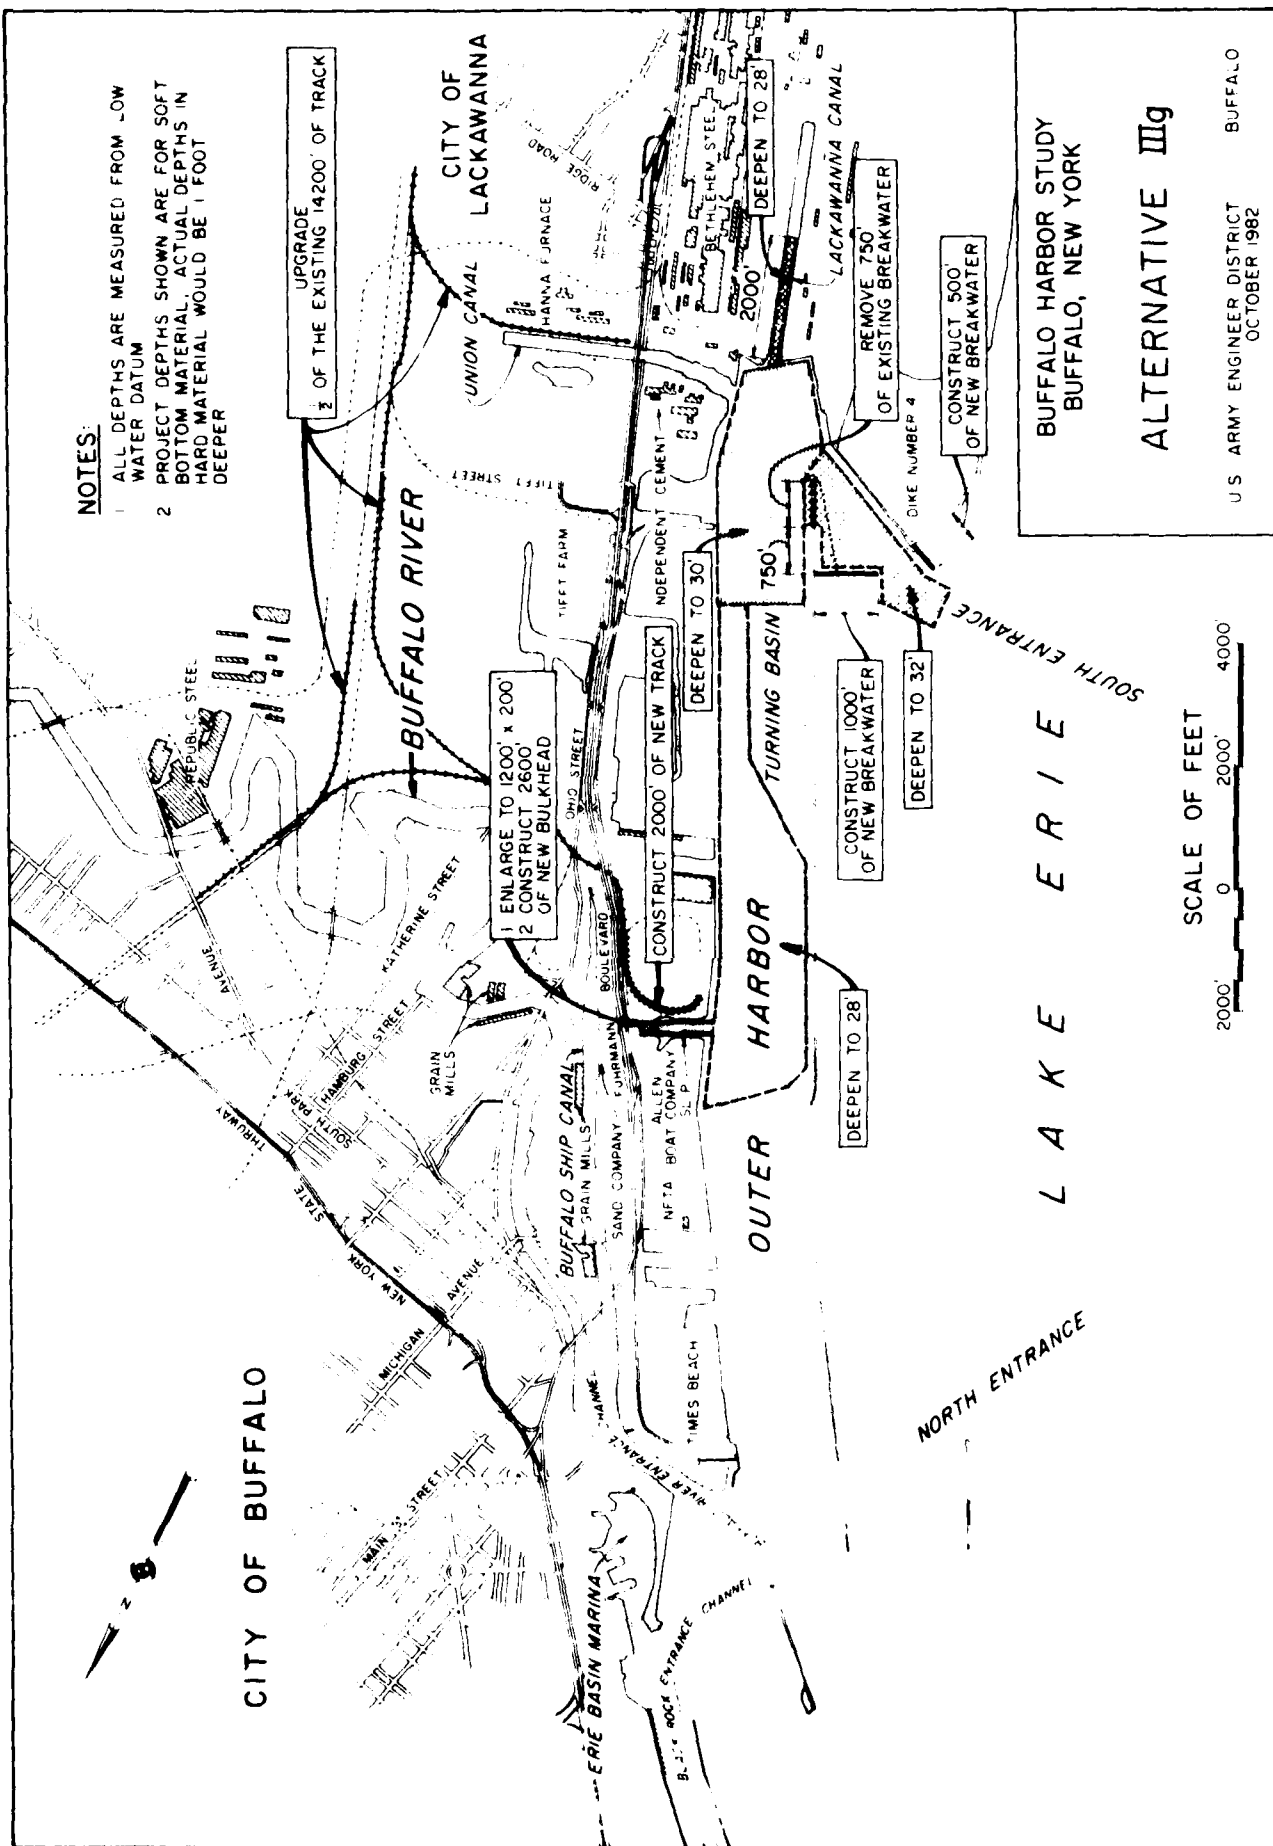 NOTES:
1 ALL DEPTHS ARE MEASURED FROM LOW
WATER DATUM
2 PROJECT DEPTHS SHOWN ARE FOR SOFT
BOTTOM MATERIAL, ACTUAL DEPTHS IN
HARD MATERIAL WOULD BE 1 FOOT
DEEPER
UPGRADE
OF THE EXISTING 14200' OF TRACK
CITY OF
LACKAWANNA
RIDGE ROAD
UNION CANAL
HANNA FURNACE
BETHLEHEM STEEL
DEEPEN TO 28'
LACKAWANNA CANAL
2000'
REMOVE 750'
OF EXISTING BREAKWATER
CONSTRUCT 500'
OF NEW BREAKWATER
DIKE NUMBER 4
BUFFALO RIVER
TIFFT STREET
TIFFT FARM
NDEPENDENT CEMENT
DEEPEN TO 30'
750'
TURNING BASIN
REPUBLIC STEE
1 ENLARGE TO 1200' x 200'
2 CONSTRUCT 2600'
OF NEW BULKHEAD
OHIO STREET
CONSTRUCT 2000' OF NEW TRACK
CONSTRUCT 1000'
OF NEW BREAKWATER
DEEPEN TO 32'
SOUTH ENTRANCE
AVENUE
KATHERINE STREET
HAMBURG STREET
SOUTH PARK
GRAIN
MILLS
FUHRMANN
BOULEVARD
BUFFALO SHIP CANAL
GRAIN MILLS
SAND COMPANY
ALLEN
BOAT COMPANY
SLIP
NFTA
OUTER HARBOR
DEEPEN TO 28'
NEW YORK
STATE
THRUWAY
MICHIGAN
AVENUE
MAIN STREET
CITY OF BUFFALO
N
TIMES BEACH
RIVER ENTRANCE
CHANNEL
ERIE BASIN MARINA
ROCK ENTRANCE CHANNEL
NORTH ENTRANCE
LAKE ERIE
SCALE OF FEET
2000' 0 2000' 4000'
BUFFALO HARBOR STUDY
BUFFALO, NEW YORK
ALTERNATIVE IIIg
US ARMY ENGINEER DISTRICT BUFFALO
OCTOBER 1982